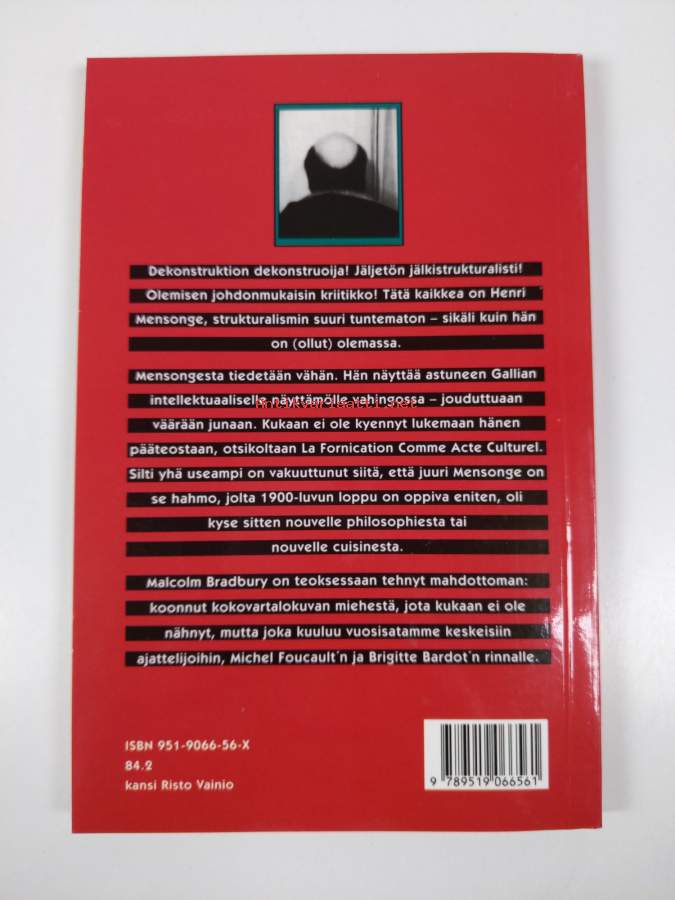 Dekonstruktion dekonstruoija! Jäljetön jälkistrukturalisti!
Olemisen johdonmukaisin kriitikko! Tätä kaikkea on Henri
Mensonge, strukturalismin suuri tuntematon – sikäli kuin hän
on (ollut) olemassa.
Mensongesta tiedetään vähän. Hän näyttää astuneen Gallian
intellektuaaliselle näyttämölle vahingossa – jouduttuaan
Antikvariaatti.net
väärään junaan. Kukaan ei ole kyennyt lukemaan hänen
pääteostaan, otsikoltaan La Fornication Comme Acte Culturel.
Silti yhä useampi on vakuuttunut siitä, että juuri Mensonge on
se hahmo, jolta 1900-luvun loppu on oppiva eniten, oli
kyse sitten nouvelle philosophiesta tai
nouvelle cuisinesta.
Malcolm Bradbury on teoksessaan tehnyt mahdottoman:
koonnut kokovartalokuvan miehestä, jota kukaan ei ole
nähnyt, mutta joka kuuluu vuosisatamme keskeisiin
ajattelijoihin, Michel Foucault´n ja Brigitte Bardot´n rinnalle.
ISBN 951-9066-56-X
84.2
kansi Risto Vainio
9 789519 066561